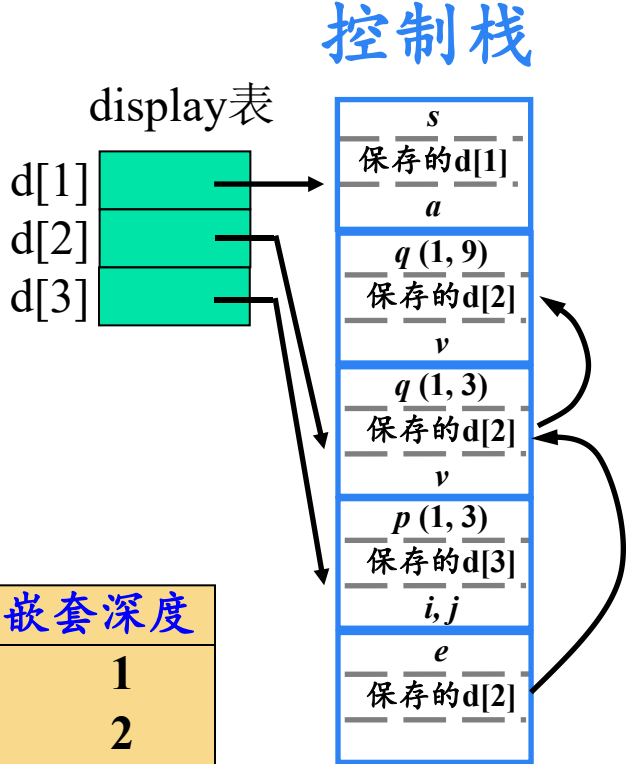 控制栈
display表
d[1]
d[2]
d[3]
s
保存的d[1]
a
q (1, 9)
保存的d[2]
v
q (1, 3)
保存的d[2]
v
p (1, 3)
保存的d[3]
i, j
e
保存的d[2]
嵌套深度
1
2